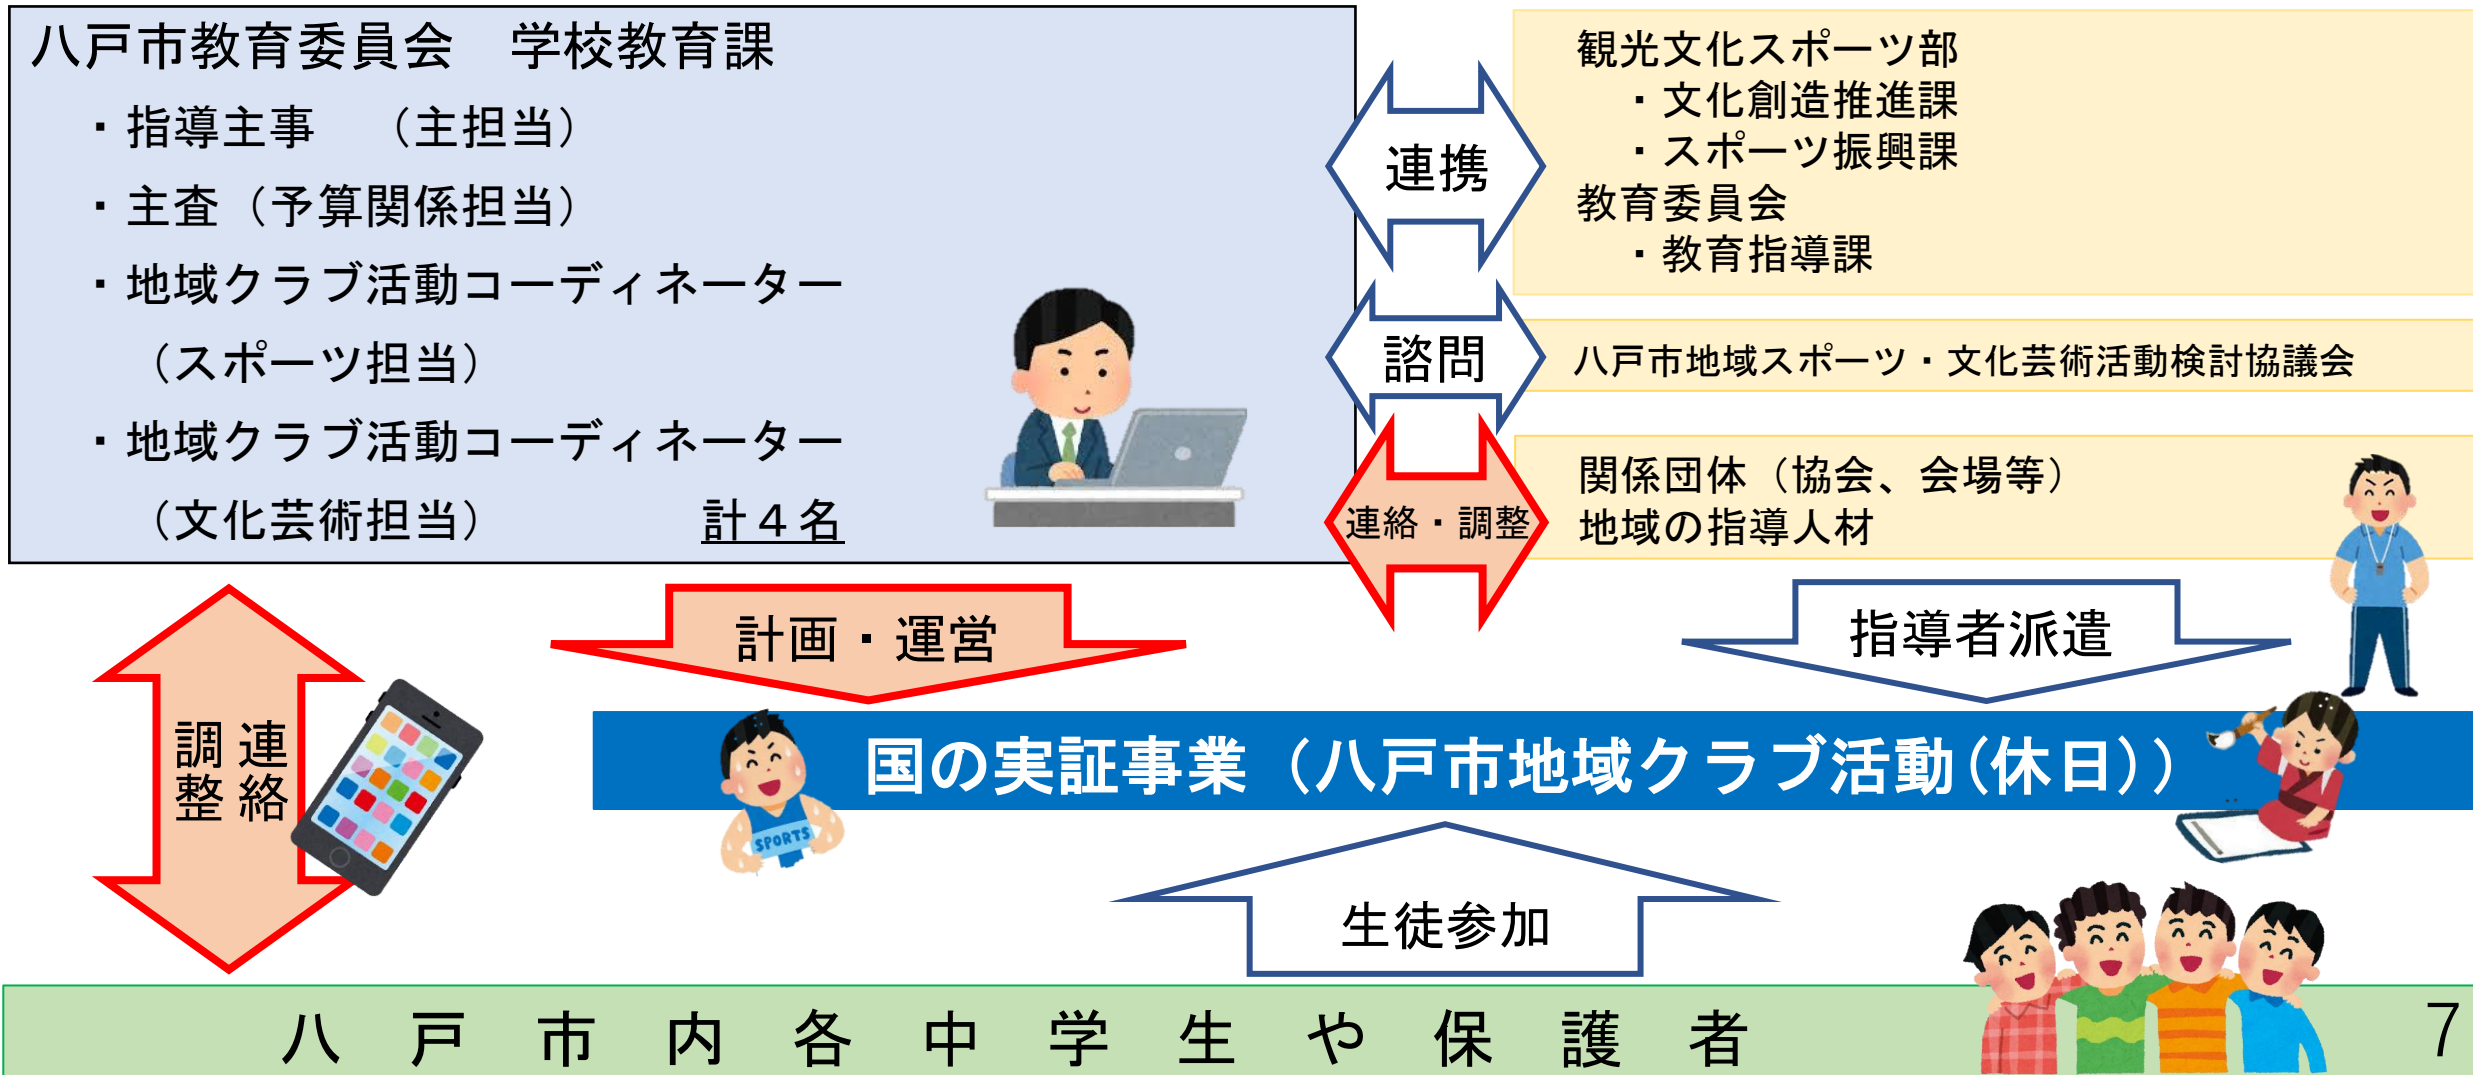 八戸市教育委員会　学校教育課
・指導主事　（主担当）
・主査（予算関係担当）
・地域クラブ活動コーディネーター
（スポーツ担当）
・地域クラブ活動コーディネーター
（文化芸術担当）　計４名
連携
観光文化スポーツ部
・文化創造推進課
・スポーツ振興課
教育委員会
・教育指導課
諮問
八戸市地域スポーツ・文化芸術活動検討協議会
連絡・調整
関係団体（協会、会場等）
地域の指導人材
連絡
調整
計画・運営
指導者派遣
国の実証事業（八戸市地域クラブ活動(休日)）
SPORTS
生徒参加
八戸市内各中学生や保護者
7